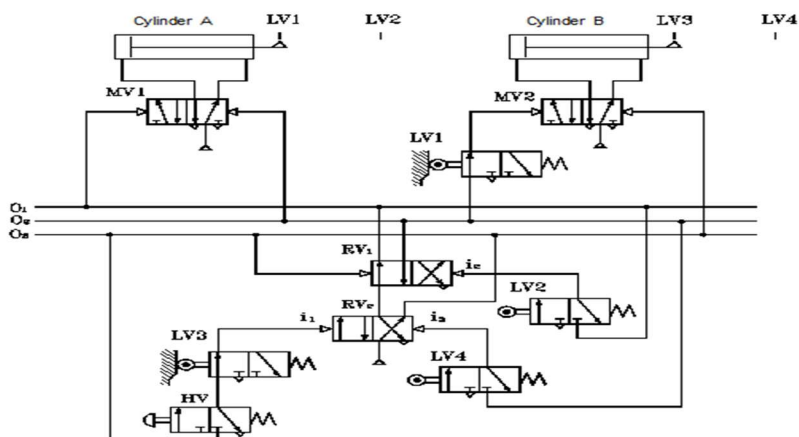 Cylinder A LV1 LV2 Cylinder B LV3 LV4
MV1 MV2
LV1
O₁
O₂
O₃
RV₁ i₂
LV2
RV₂
i₁ i₃
LV3 LV4
HV